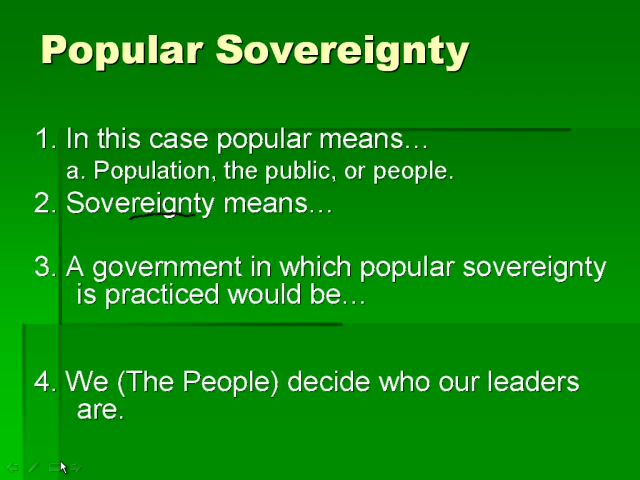 Popular Sovereignty
1. In this case popular means…
a. Population, the public, or people.
2. Sovereignty means…
3. A government in which popular sovereignty
is practiced would be…
4. We (The People) decide who our leaders
are.